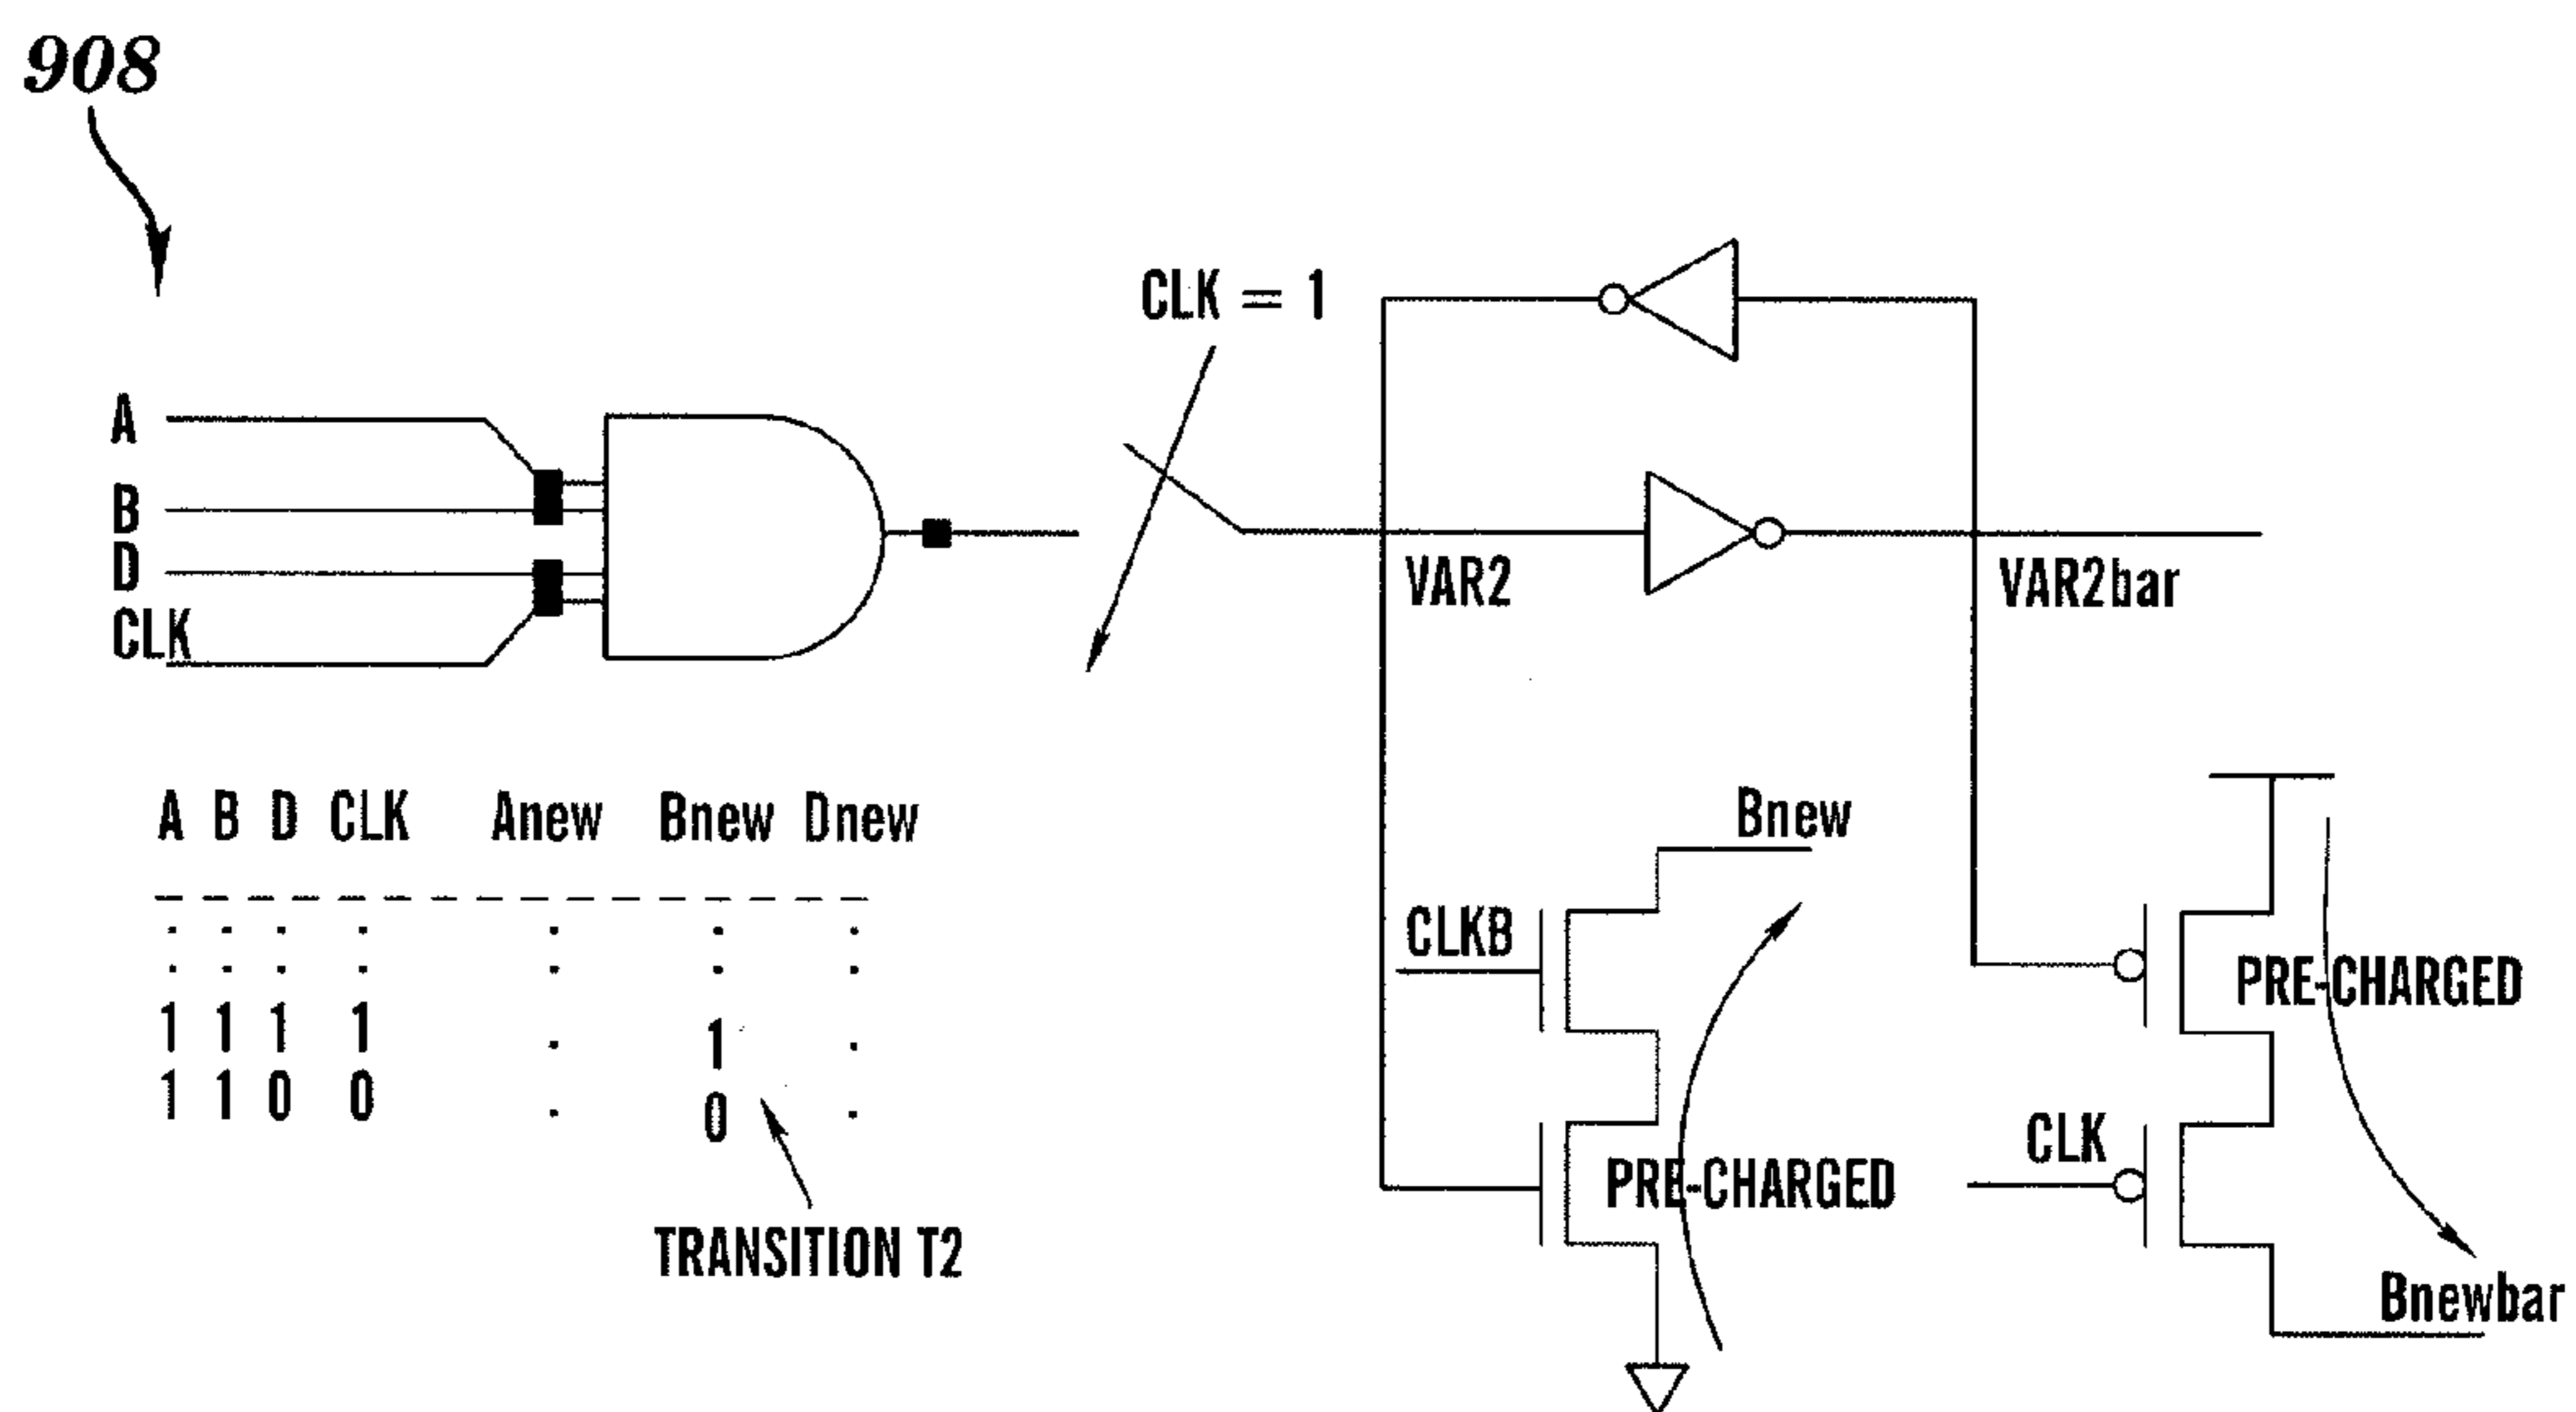 908
CLK = 1
A
B
D
CLK
VAR2
VAR2bar
A B D CLK Anew Bnew Dnew
1 1 1 1 . 1 .
1 1 0 0 . 0 .
TRANSITION T2
Bnew
CLKB
PRE-CHARGED
PRE-CHARGED
CLK
Bnewbar